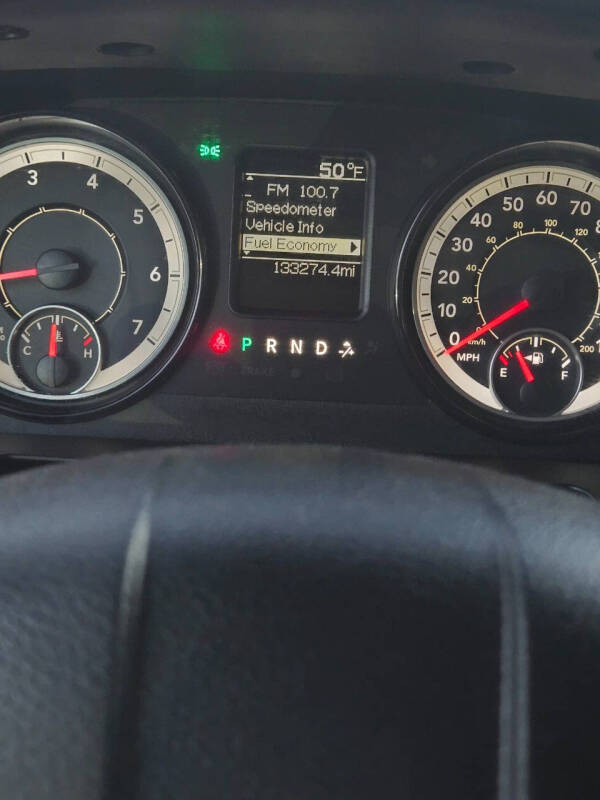 50°F
FM 100.7
Speedometer
Vehicle Info
Fuel Economy
133274.4mi
3 4 5 6 7
C H
P R N D
0 10 20 30 40 50 60 70
20 40 60 80 100 120
200
km/h
MPH
E F